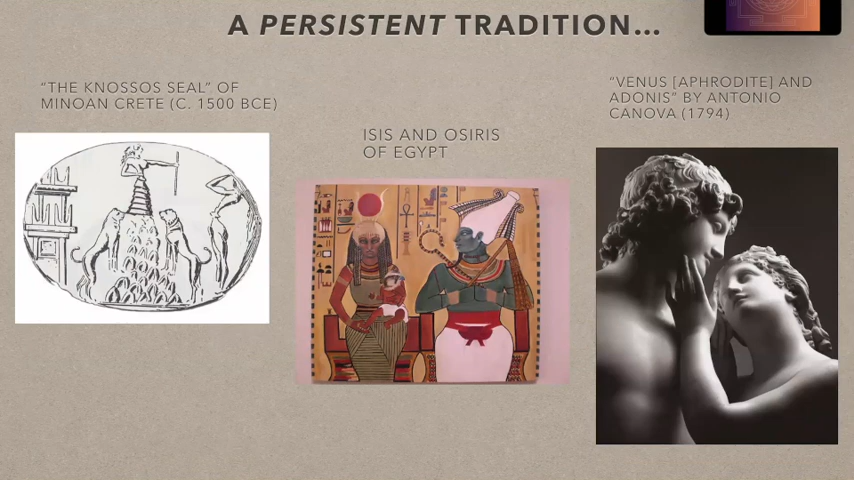 A PERSISTENT TRADITION...
"THE KNOSSOS SEAL" OF
MINOAN CRETE (C. 1500 BCE)
ISIS AND OSIRIS
OF EGYPT
"VENUS [APHRODITE] AND
ADONIS" BY ANTONIO
CANOVA (1794)